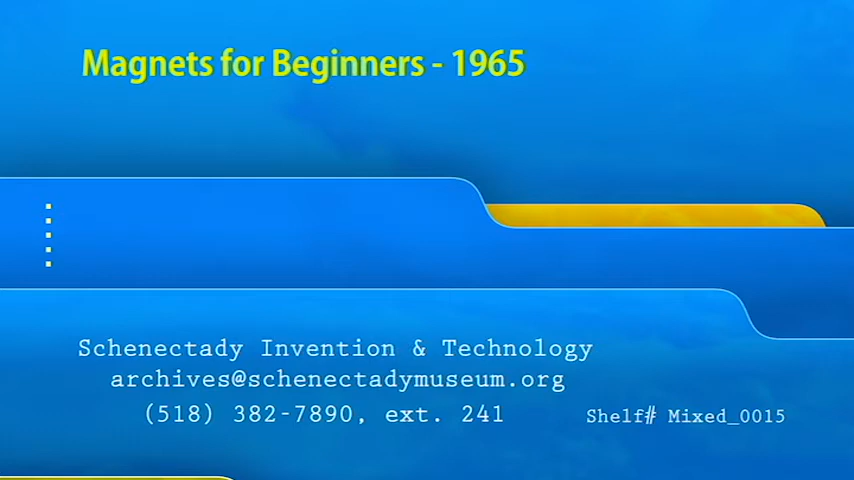 Magnets for Beginners - 1965
Schenectady Invention & Technology
archives@schenectadymuseum.org
(518) 382-7890, ext. 241
Shelf# Mixed_0015